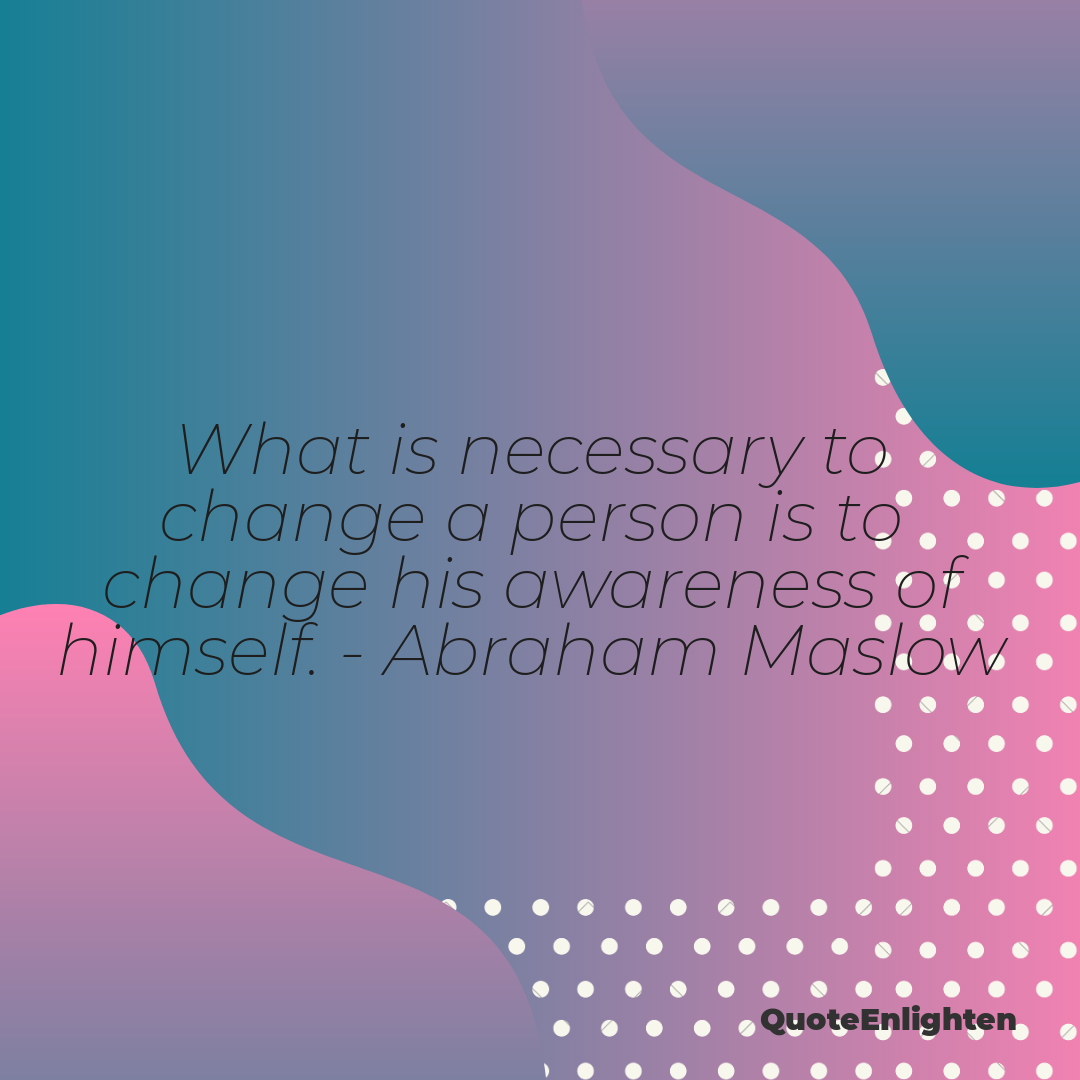 What is necessary to
change a person is to
change his awareness of
himself. - Abraham Maslow
QuoteEnlighten